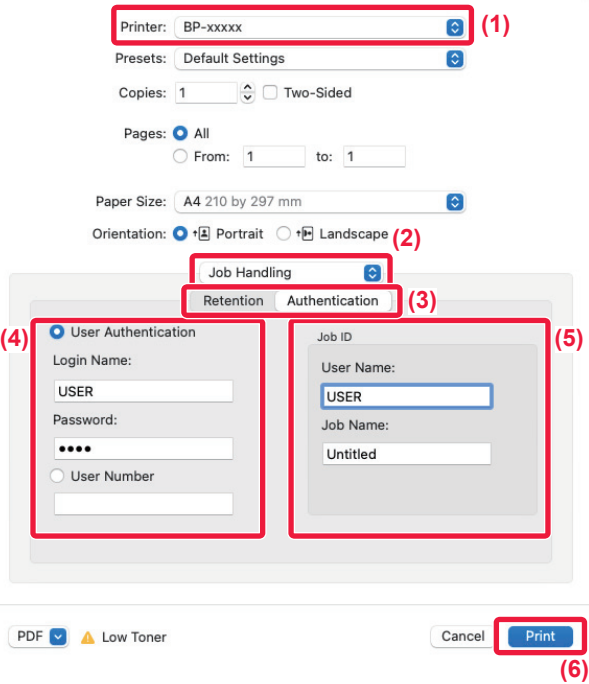 Printer: BP-xxxxx (1)
Presets: Default Settings
Copies: 1 Two-Sided
Pages: All
From: 1 to: 1
Paper Size: A4 210 by 297 mm
Orientation: Portrait Landscape
(2)
Job Handling
Retention Authentication (3)
(4)
User Authentication
Login Name:
USER
Password:
••••
User Number
(5)
Job ID
User Name:
USER
Job Name:
Untitled
PDF Low Toner Cancel Print
(6)